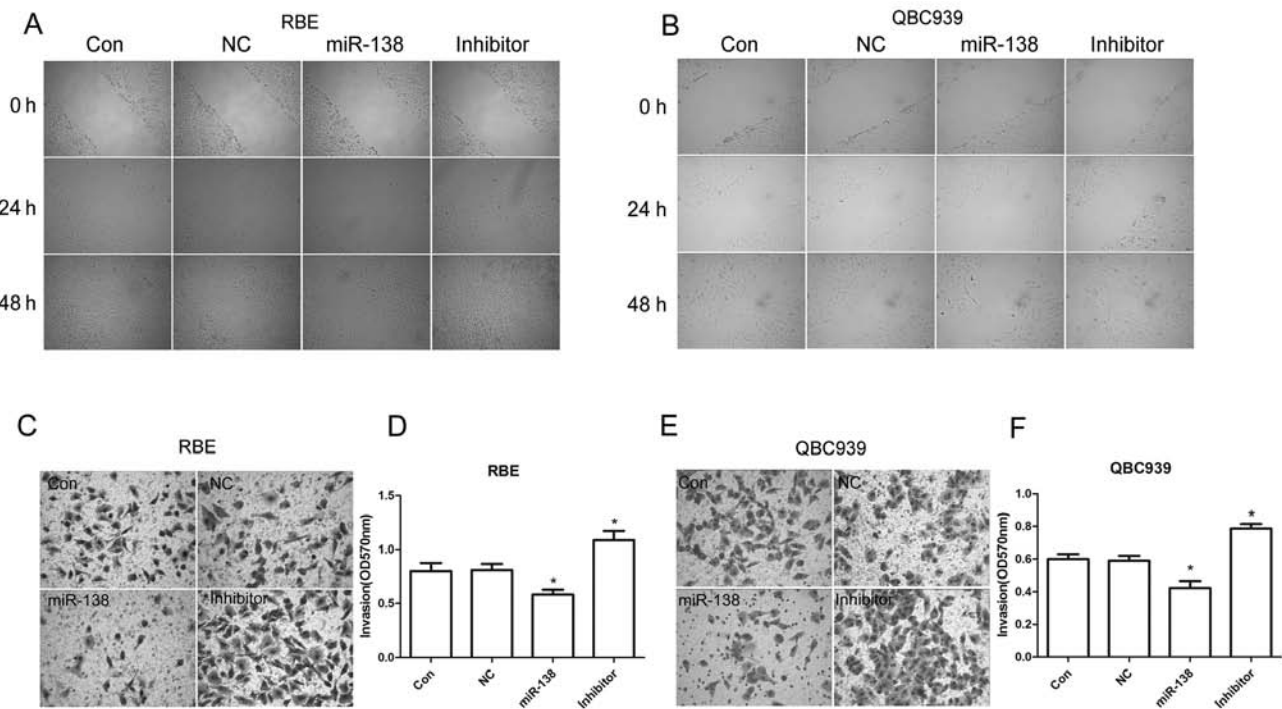 A
RBE
Con NC miR-138 Inhibitor
0 h
24 h
48 h
B
QBC939
Con NC miR-138 Inhibitor
0 h
24 h
48 h
C
RBE
Con NC
miR-138 Inhibitor
D
RBE
Invasion(OD570nm)
1.5
1.0
0.5
0.0
*
*
Con NC miR-138 Inhibitor
E
QBC939
Con NC
miR-138 Inhibitor
F
QBC939
Invasion(OD570nm)
1.0
0.8
0.6
0.4
0.2
0.0
*
*
Con NC miR-138 Inhibitor